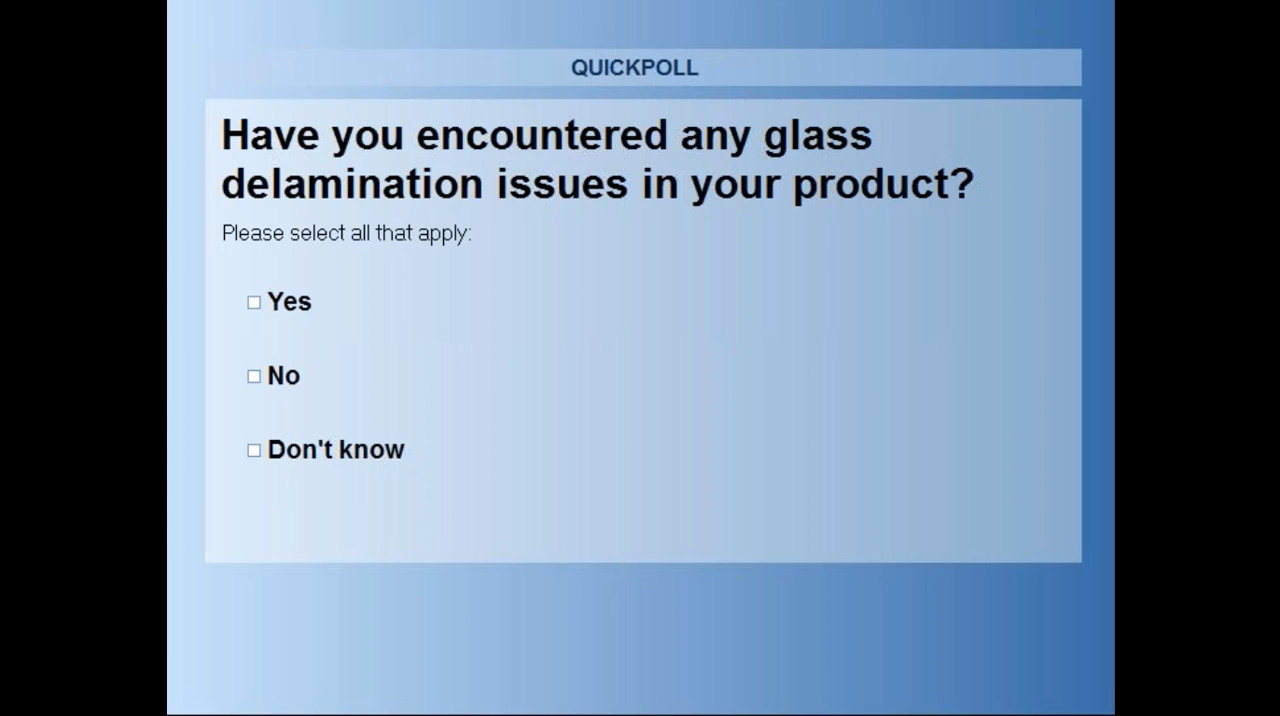 QUICKPOLL
Have you encountered any glass
delamination issues in your product?
Please select all that apply:
Yes
No
Don't know